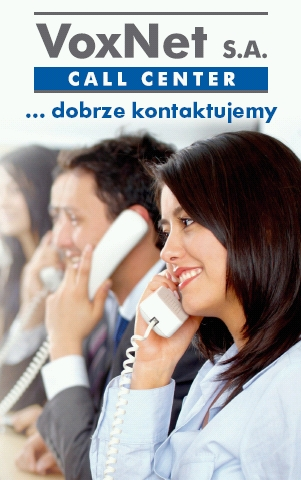 VoxNet S.A.
CALL CENTER
... dobrze kontaktujemy